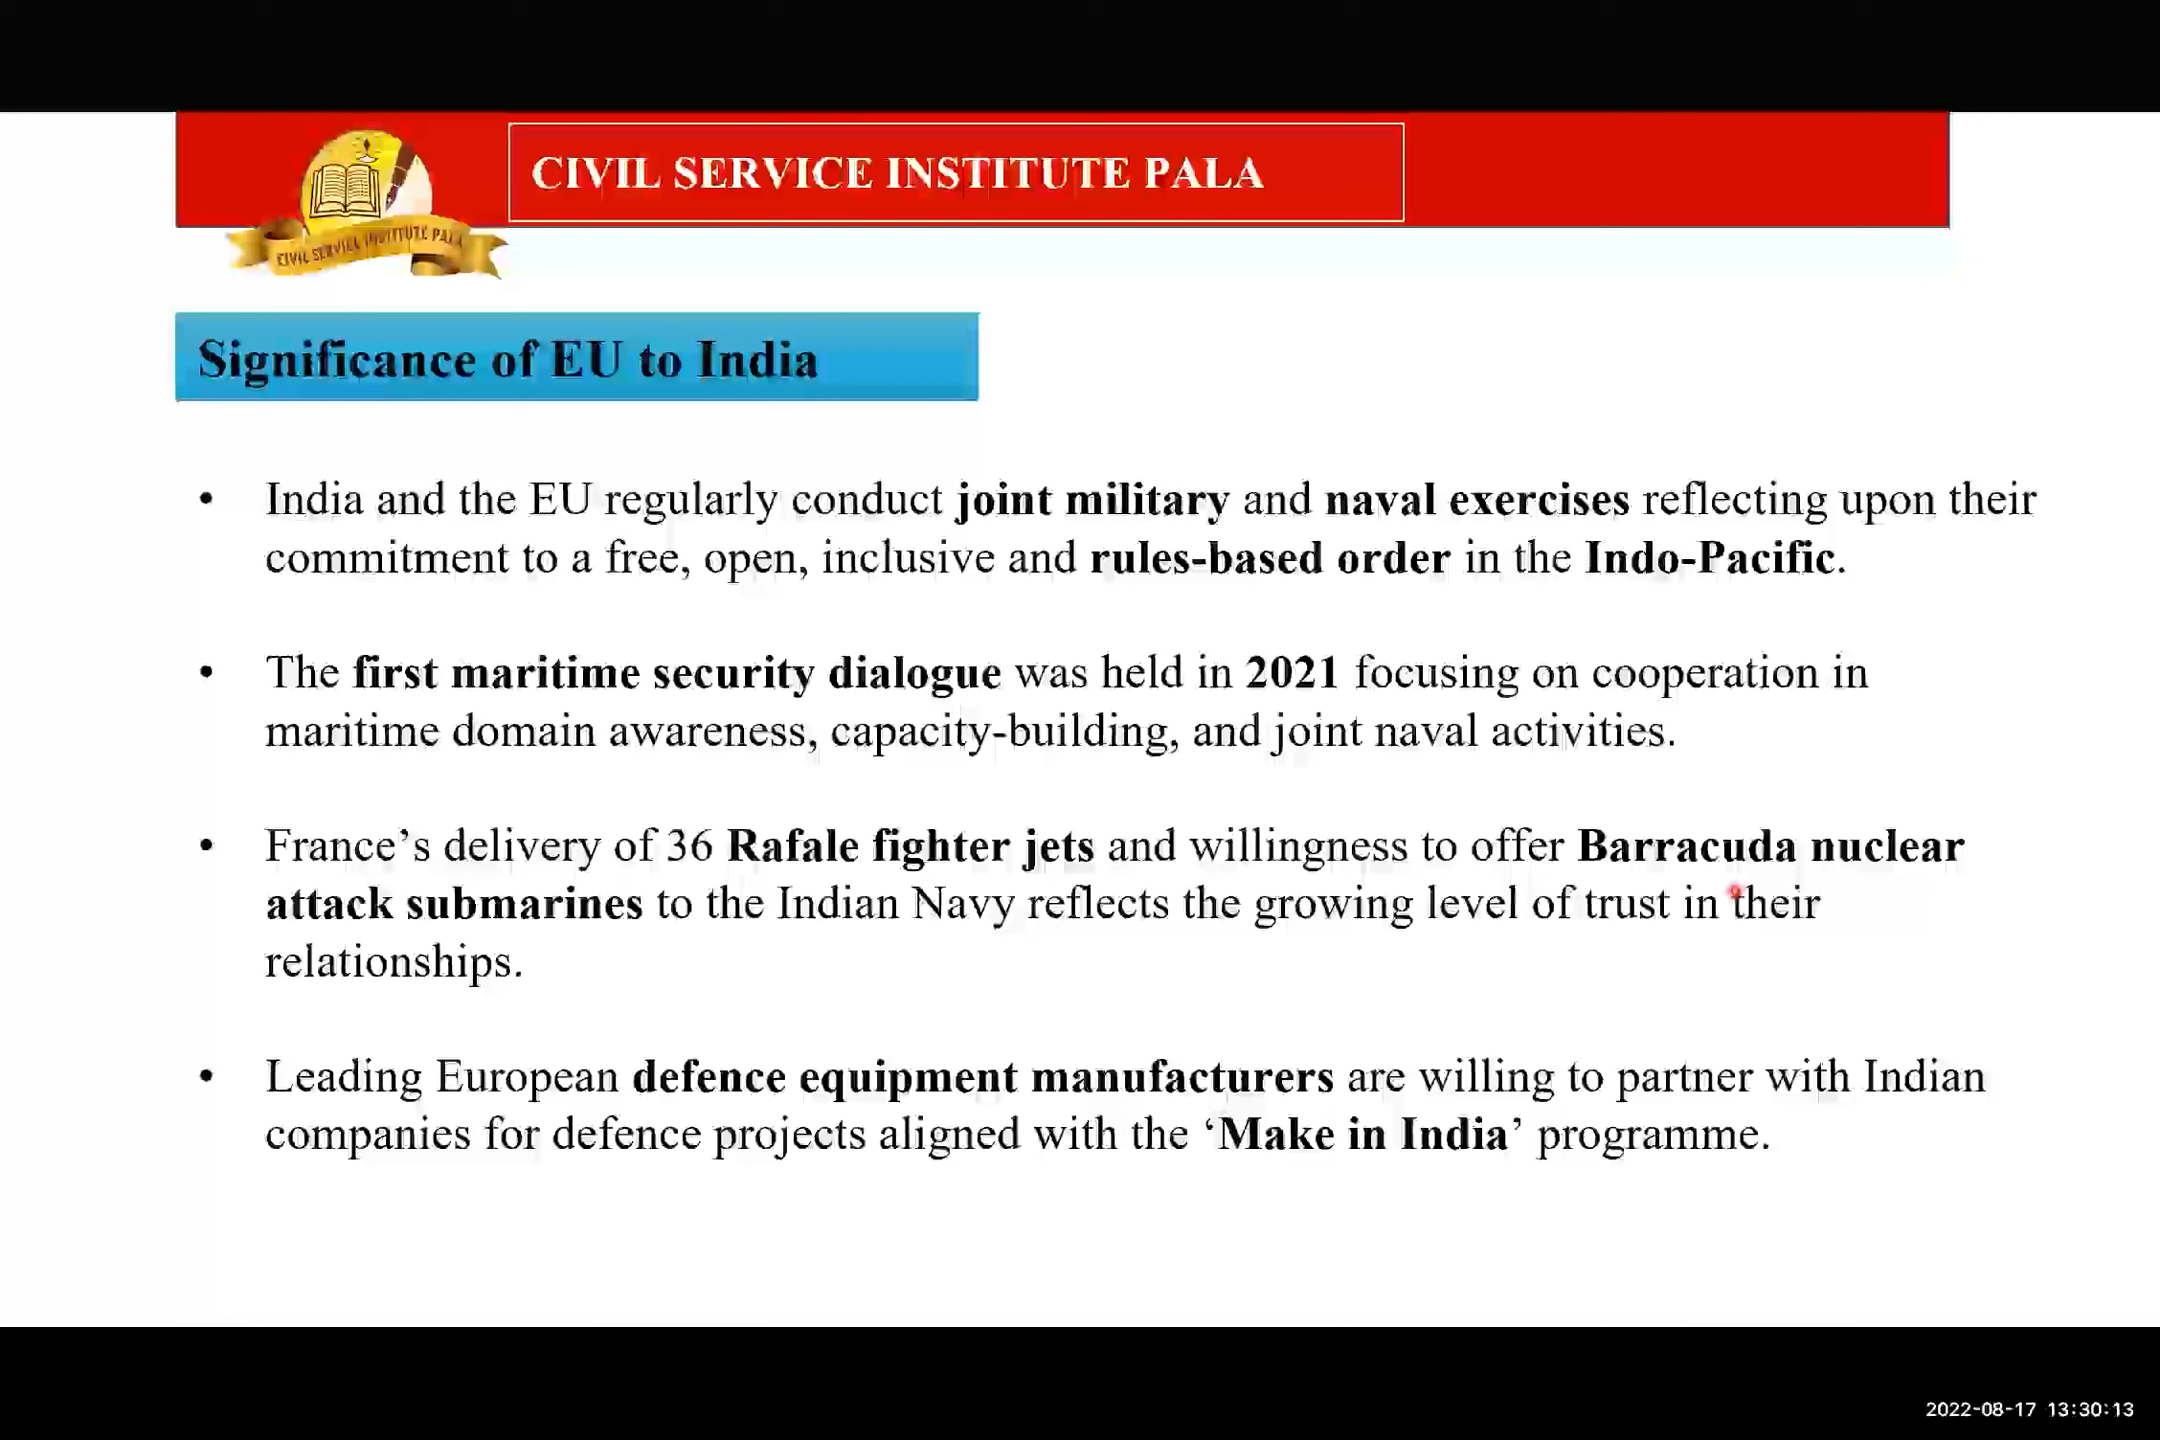 CIVIL SERVICE INSTITUTE PALA
CIVIL SERVICE INSTITUTE PALA
Significance of EU to India
• India and the EU regularly conduct joint military and naval exercises reflecting upon their
commitment to a free, open, inclusive and rules-based order in the Indo-Pacific.
• The first maritime security dialogue was held in 2021 focusing on cooperation in
maritime domain awareness, capacity-building, and joint naval activities.
• France’s delivery of 36 Rafale fighter jets and willingness to offer Barracuda nuclear
attack submarines to the Indian Navy reflects the growing level of trust in their
relationships.
• Leading European defence equipment manufacturers are willing to partner with Indian
companies for defence projects aligned with the ‘Make in India’ programme.
2022-08-17 13:30:13